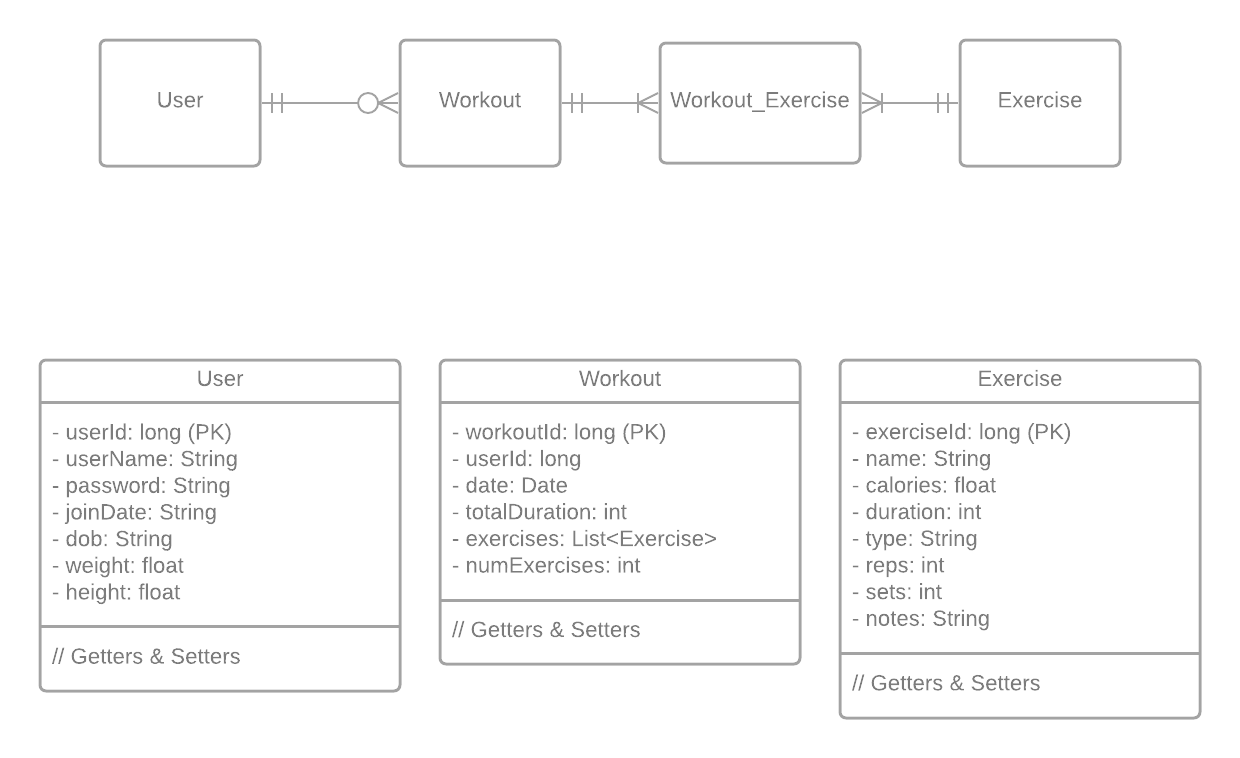 User
Workout
Workout_Exercise
Exercise
User
- userId: long (PK)
- userName: String
- password: String
- joinDate: String
- dob: String
- weight: float
- height: float
// Getters & Setters
Workout
- workoutId: long (PK)
- userId: long
- date: Date
- totalDuration: int
- exercises: List<Exercise>
- numExercises: int
// Getters & Setters
Exercise
- exerciseId: long (PK)
- name: String
- calories: float
- duration: int
- type: String
- reps: int
- sets: int
- notes: String
// Getters & Setters